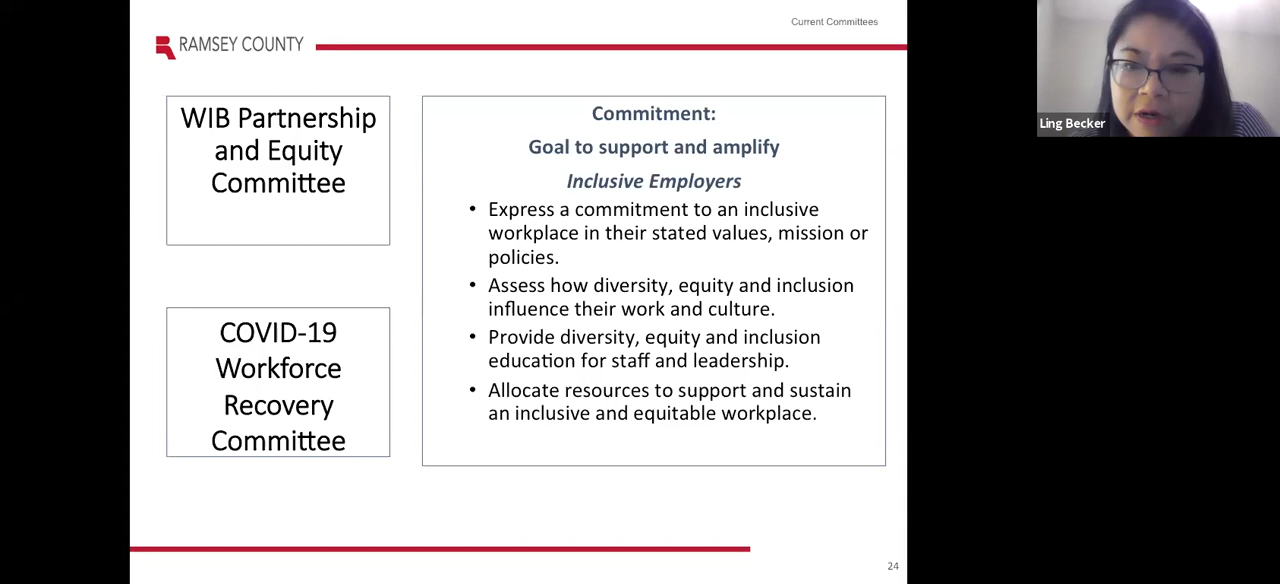 Current Committees
RAMSEY COUNTY
WIB Partnership
and Equity
Committee
COVID-19
Workforce
Recovery
Committee
Commitment:
Goal to support and amplify
Inclusive Employers
• Express a commitment to an inclusive
workplace in their stated values, mission or
policies.
• Assess how diversity, equity and inclusion
influence their work and culture.
• Provide diversity, equity and inclusion
education for staff and leadership.
• Allocate resources to support and sustain
an inclusive and equitable workplace.
24
Ling Becker